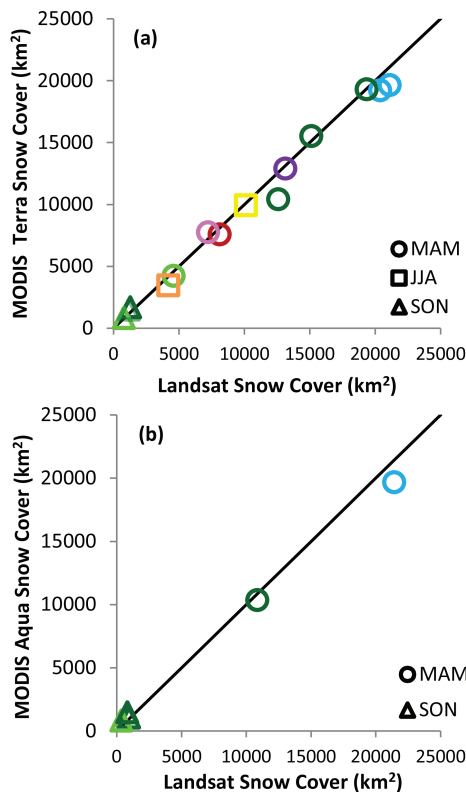 (a)
MODIS Terra Snow Cover (km²)
25000
20000
15000
10000
5000
0
0 5000 10000 15000 20000 25000
MAM
JJA
SON
Landsat Snow Cover (km²)
(b)
MODIS Aqua Snow Cover (km²)
25000
20000
15000
10000
5000
0
0 5000 10000 15000 20000 25000
MAM
SON
Landsat Snow Cover (km²)